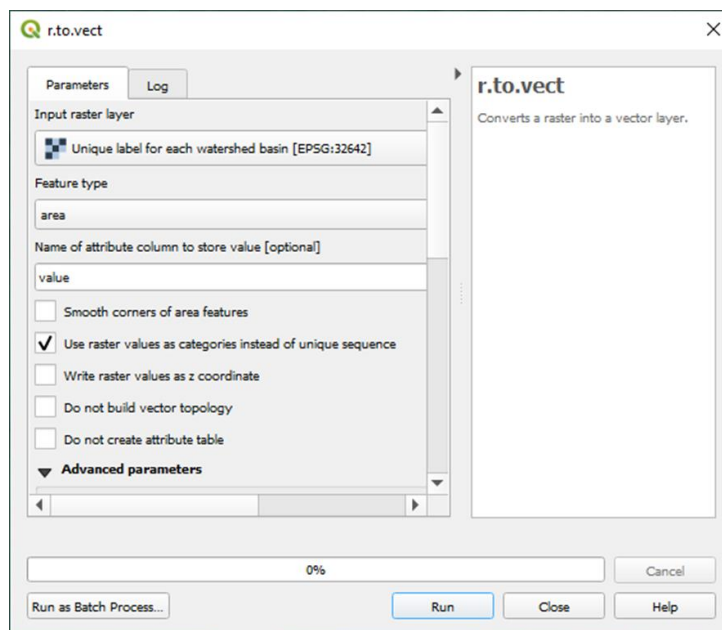 r.to.vect
Parameters
Log
Input raster layer
Unique label for each watershed basin [EPSG:32642]
Feature type
area
Name of attribute column to store value [optional]
value
Smooth corners of area features
Use raster values as categories instead of unique sequence
Write raster values as z coordinate
Do not build vector topology
Do not create attribute table
Advanced parameters
r.to.vect
Converts a raster into a vector layer.
0%
Cancel
Run as Batch Process...
Run
Close
Help